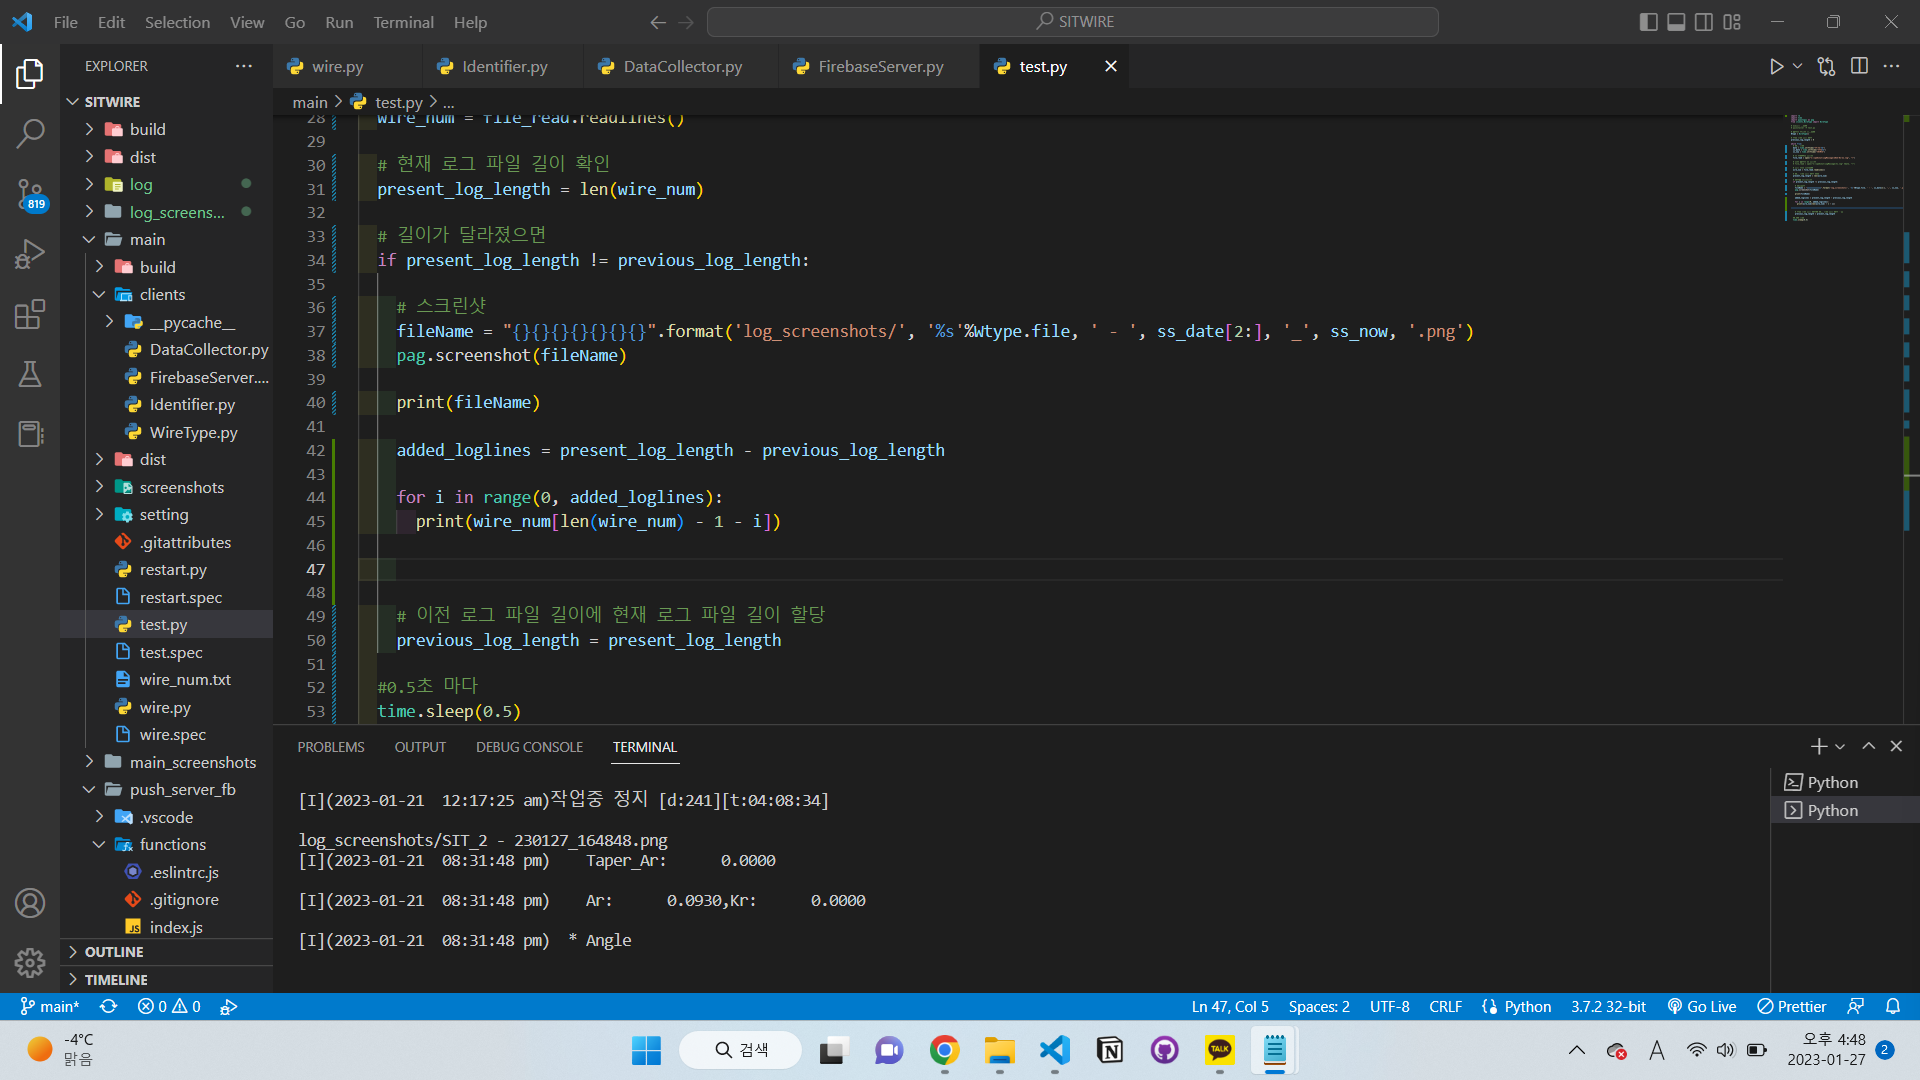 File Edit Selection View Go Run Terminal Help
SITWIRE
EXPLORER
wire.py
Identifier.py
DataCollector.py
FirebaseServer.py
test.py
main > test.py > ...
SITWIRE
build
dist
log
log_screens...
main
build
clients
__pycache__
DataCollector.py
FirebaseServer....
Identifier.py
WireType.py
dist
screenshots
setting
.gitattributes
restart.py
restart.spec
test.py
test.spec
wire_num.txt
wire.py
wire.spec
main_screenshots
push_server_fb
.vscode
functions
.eslintrc.js
.gitignore
index.js
OUTLINE
TIMELINE
819
28 wire_num = file_read.readlines()
29
30 # 현재 로그 파일 길이 확인
31 present_log_length = len(wire_num)
32
33 # 길이가 달라졌으면
34 if present_log_length != previous_log_length:
35
36 # 스크린샷
37 fileName = "{}{}{}{}{}{}{}".format('log_screenshots/', '%s'%Wtype.file, ' - ', ss_date[2:], '_', ss_now, '.png')
38 pag.screenshot(fileName)
39
40 print(fileName)
41
42 added_loglines = present_log_length - previous_log_length
43
44 for i in range(0, added_loglines):
45 print(wire_num[len(wire_num) - 1 - i])
46
47
48
49 # 이전 로그 파일 길이에 현재 로그 파일 길이 할당
50 previous_log_length = present_log_length
51
52 #0.5초 마다
53 time.sleep(0.5)
PROBLEMS OUTPUT DEBUG CONSOLE TERMINAL
[I](2023-01-21 12:17:25 am)작업중 정지 [d:241][t:04:08:34]
log_screenshots/SIT_2 - 230127_164848.png
[I](2023-01-21 08:31:48 pm) Taper_Ar: 0.0000
[I](2023-01-21 08:31:48 pm) Ar: 0.0930,Kr: 0.0000
[I](2023-01-21 08:31:48 pm) * Angle
Python
Python
main* 0 0
Ln 47, Col 5 Spaces: 2 UTF-8 CRLF Python 3.7.2 32-bit Go Live Prettier
-4°C
맑음
검색
TALK
A
오후 4:48
2023-01-27
2